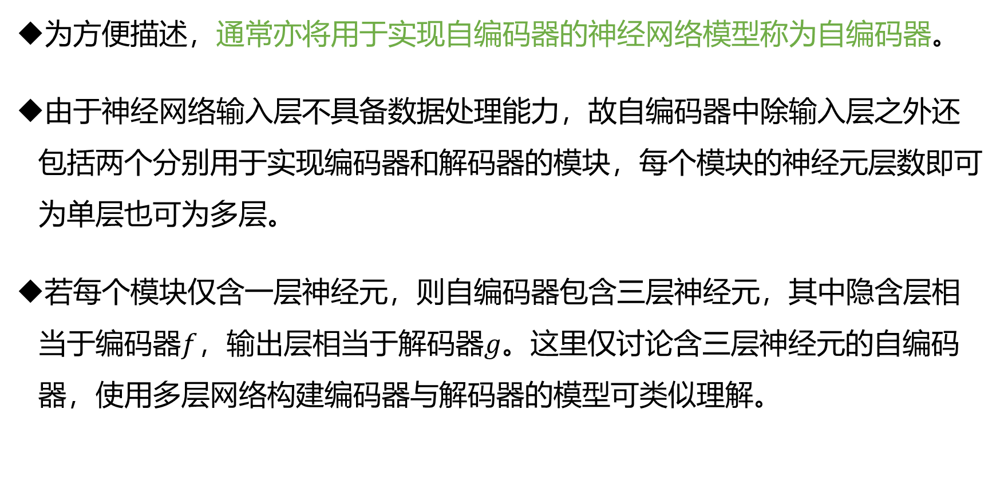 ◆为方便描述，通常亦将用于实现自编码器的神经网络模型称为自编码器。
◆由于神经网络输入层不具备数据处理能力，故自编码器中除输入层之外还
包括两个分别用于实现编码器和解码器的模块，每个模块的神经元层数即可
为单层也可为多层。
◆若每个模块仅含一层神经元，则自编码器包含三层神经元，其中隐含层相
当于编码器f，输出层相当于解码器g。这里仅讨论含三层神经元的自编码
器，使用多层网络构建编码器与解码器的模型可类似理解。